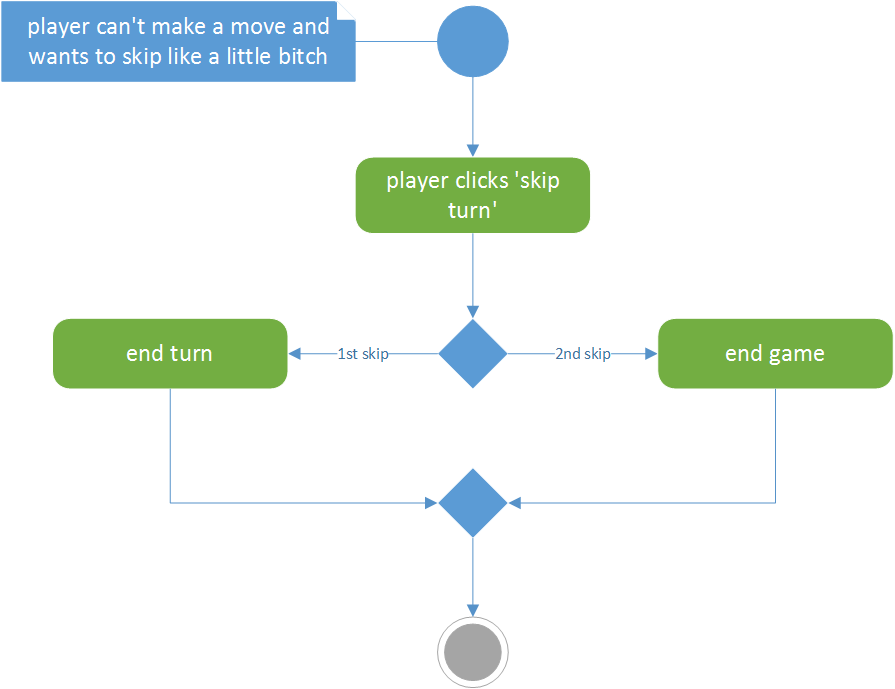 player can't make a move and
wants to skip like a little bitch
player clicks 'skip
turn'
end turn
1st skip
2nd skip
end game